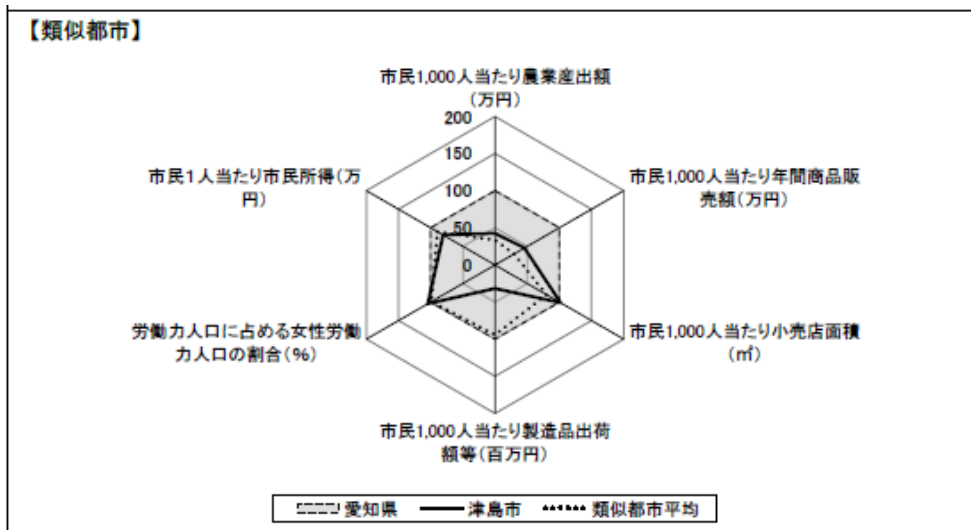 【類似都市】
市民1,000人当たり農業産出額
(万円)
200
150
100
50
0
市民1,000人当たり年間商品販
売額(万円)
市民1,000人当たり小売店面積
(㎡)
市民1,000人当たり製造品出荷
額等(百万円)
労働力人口に占める女性労働
力人口の割合(%)
市民1人当たり市民所得(万
円)
愛知県 津島市 類似都市平均